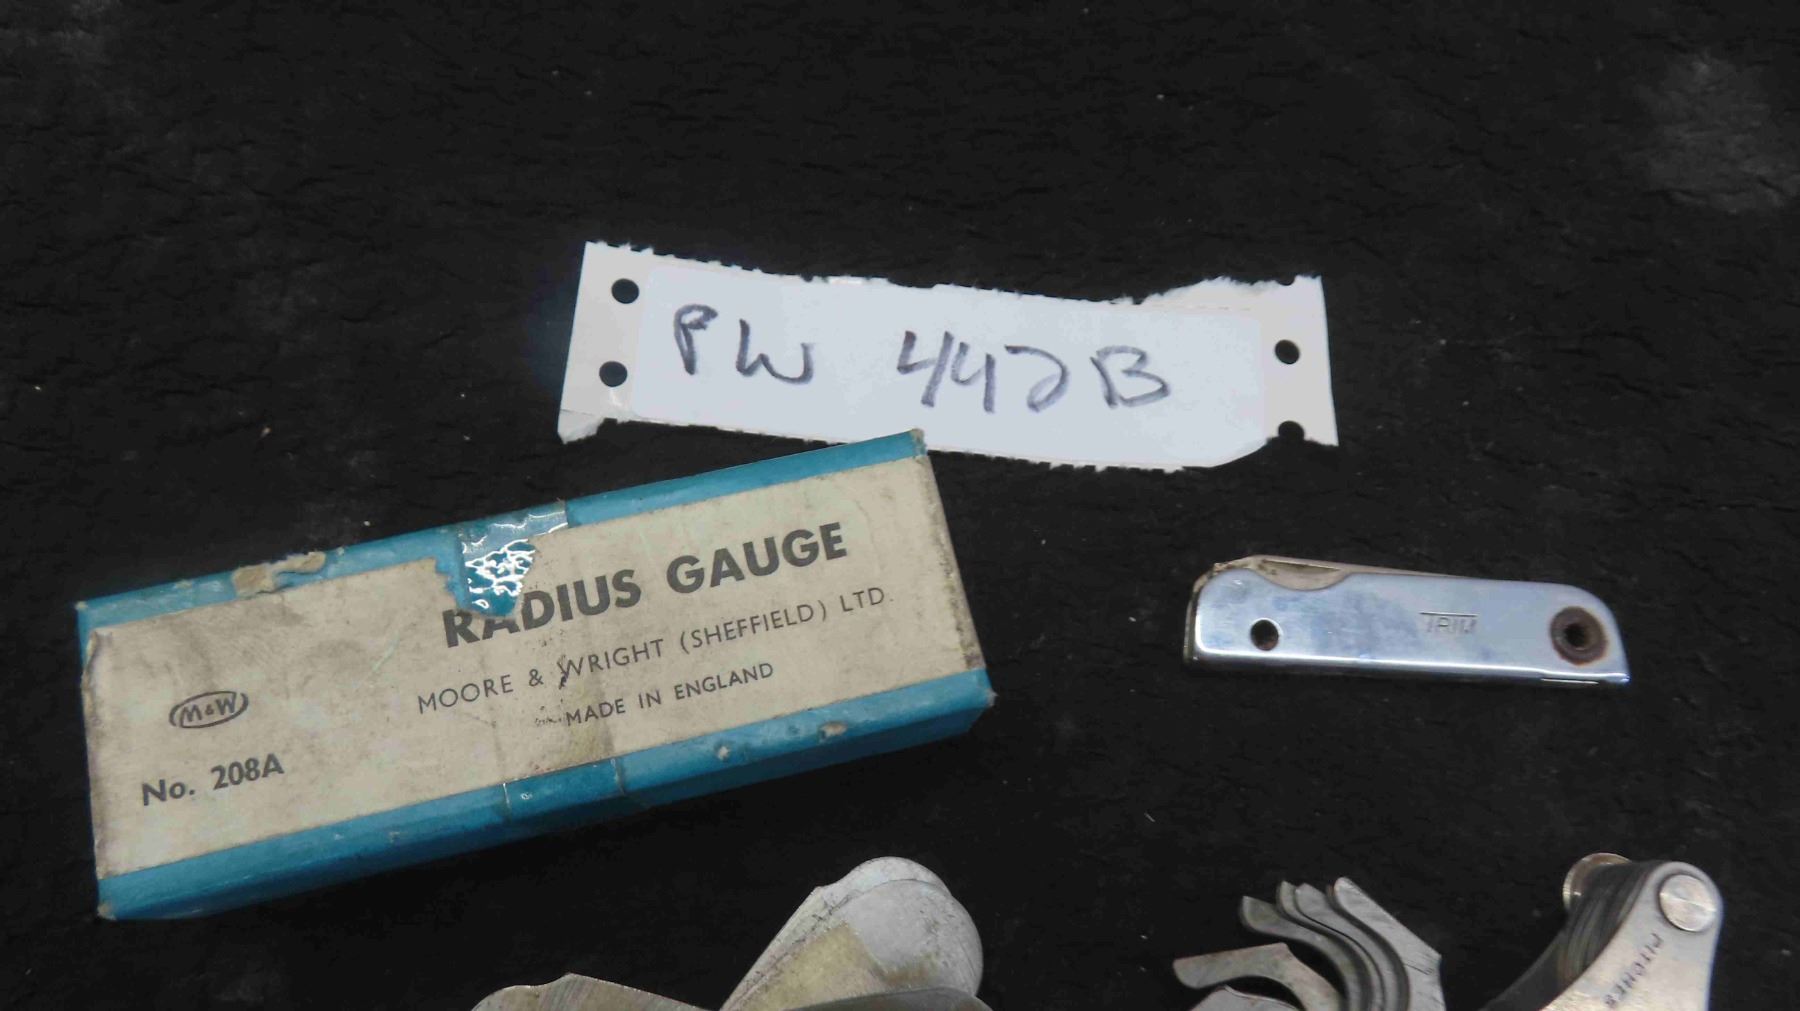 PW 442B
RADIUS GAUGE
MOORE & WRIGHT (SHEFFIELD) LTD.
MADE IN ENGLAND
M&W
No. 208A
TRIM
PITCHES